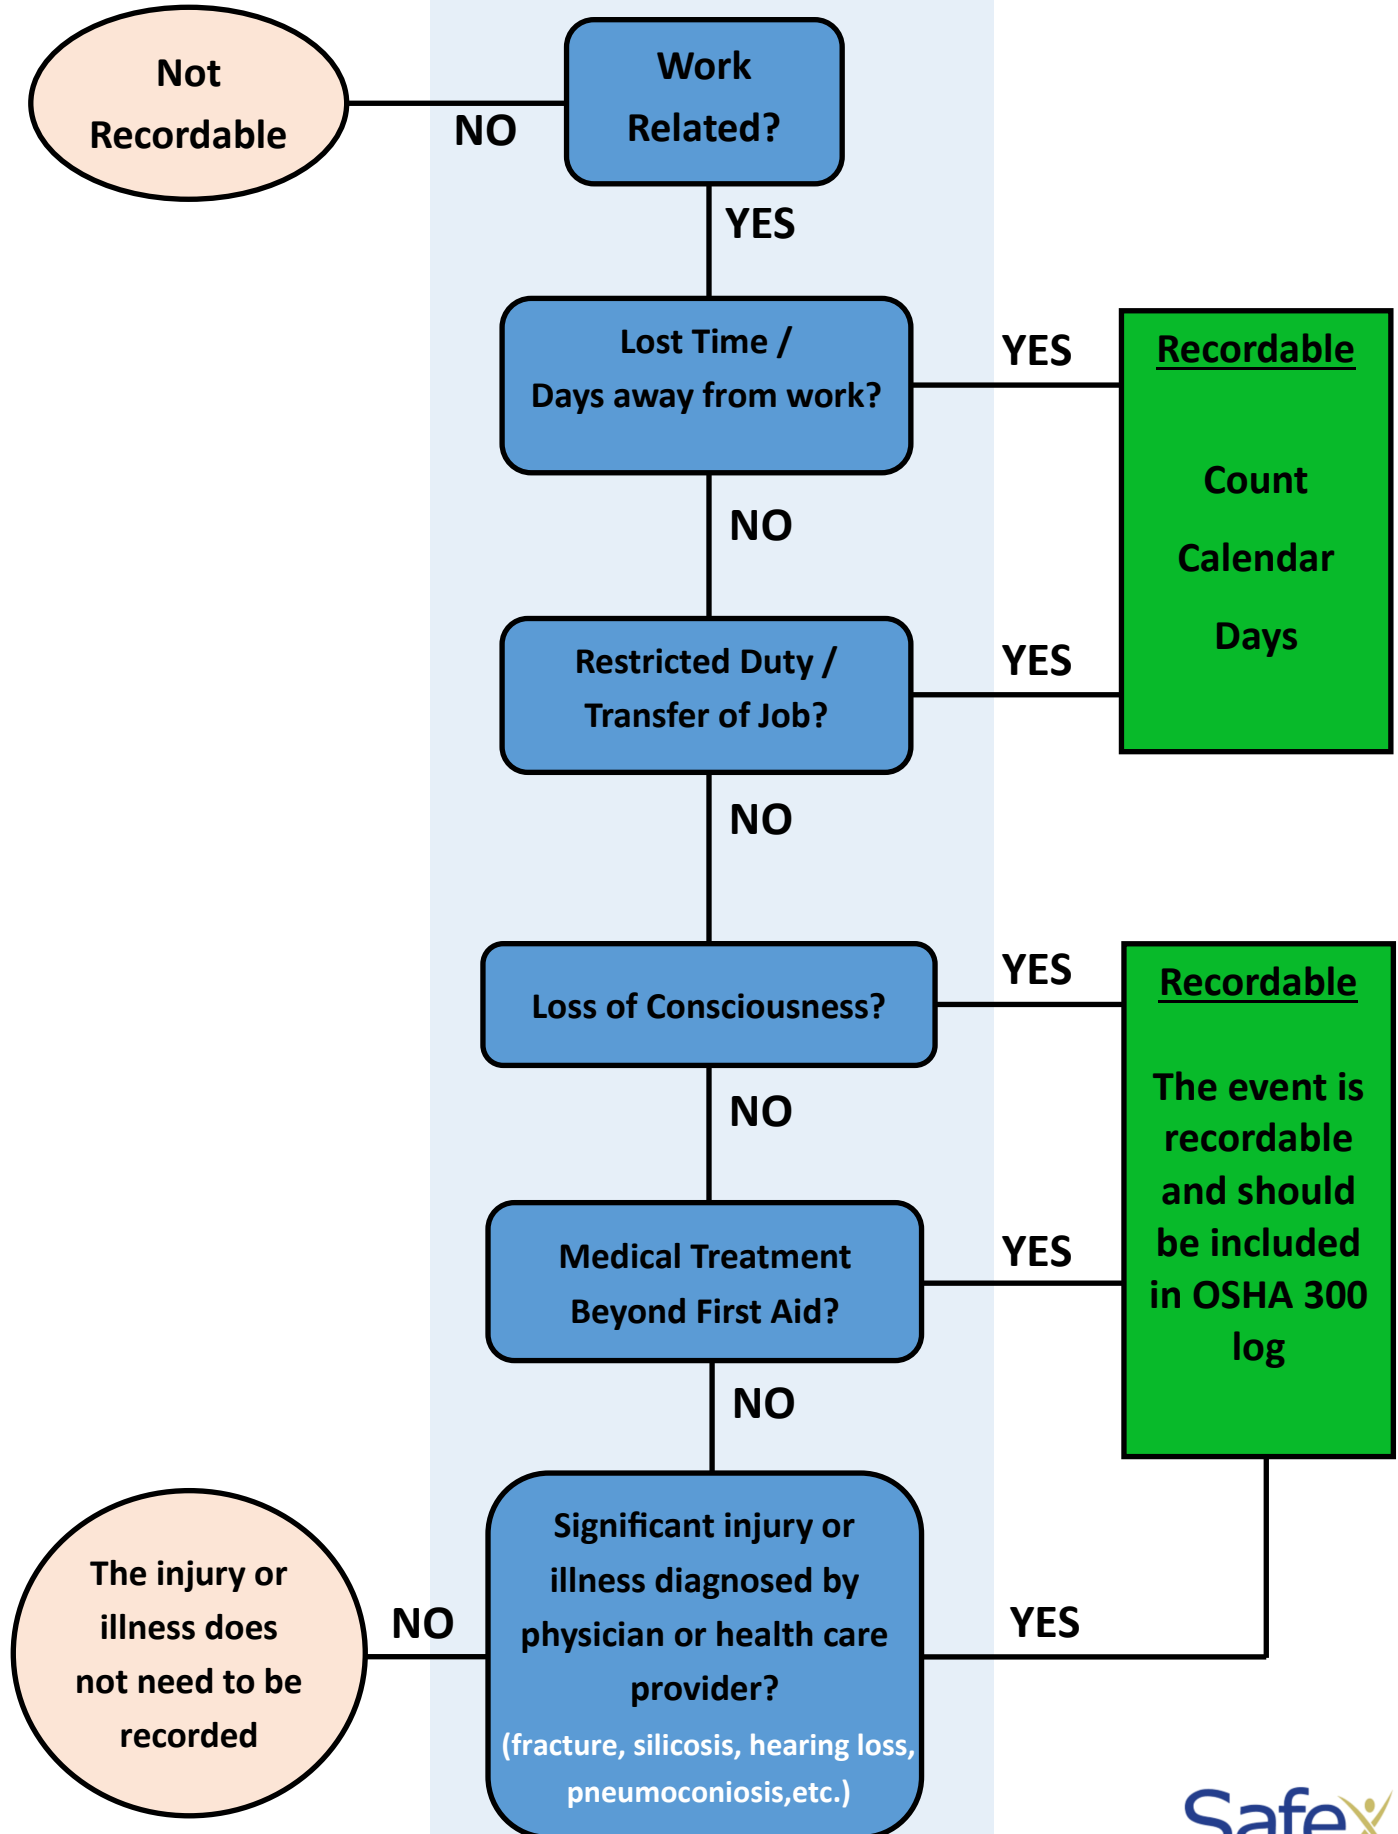 Not
Recordable
NO
Work
Related?
YES
Lost Time /
Days away from work?
YES
Recordable
Count
Calendar
Days
NO
Restricted Duty /
Transfer of Job?
YES
NO
Loss of Consciousness?
YES
Recordable
The event is
recordable
and should
be included
in OSHA 300
log
NO
Medical Treatment
Beyond First Aid?
YES
NO
Significant injury or
illness diagnosed by
physician or health care
provider?
(fracture, silicosis, hearing loss,
pneumoconiosis,etc.)
YES
NO
The injury or
illness does
not need to be
recorded
Safex